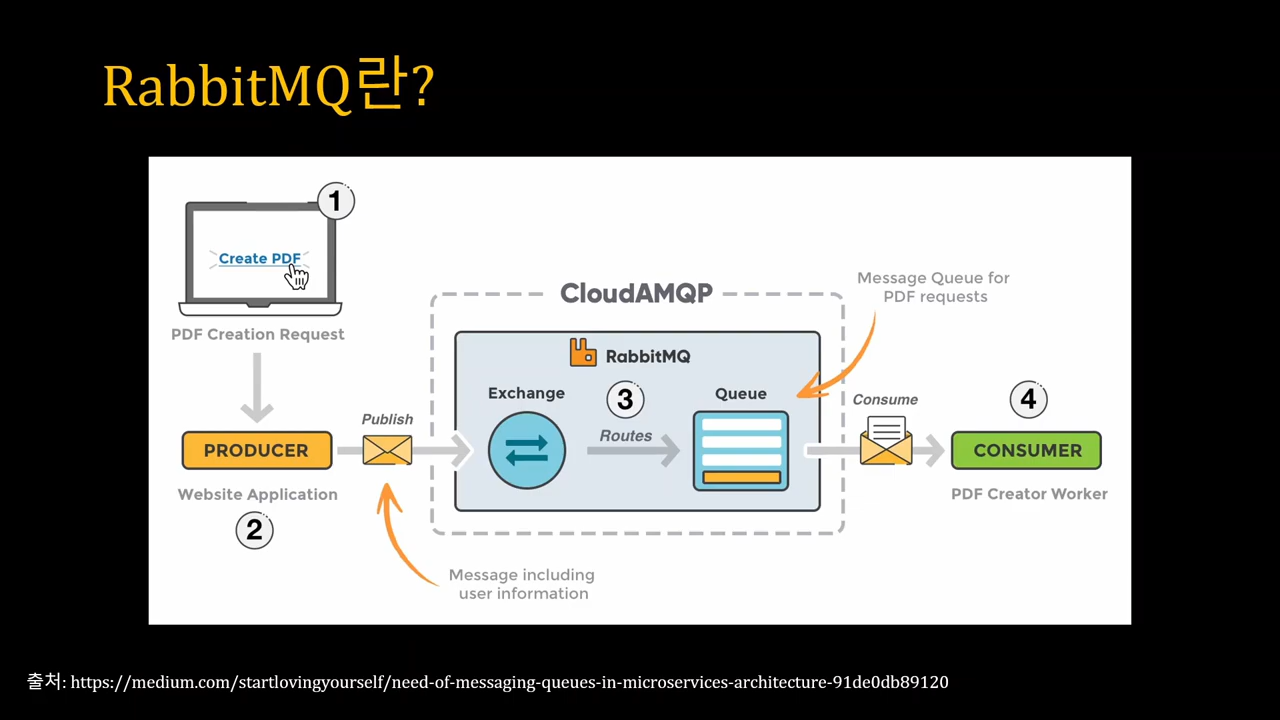 RabbitMQ란?
1
Create PDF
PDF Creation Request
CloudAMQP
Message Queue for
PDF requests
RabbitMQ
Exchange
3
Queue
Routes
Publish
Consume
4
PRODUCER
CONSUMER
Website Application
PDF Creator Worker
2
Message including
user information
출처: https://medium.com/startlovingyourself/need-of-messaging-queues-in-microservices-architecture-91de0db89120